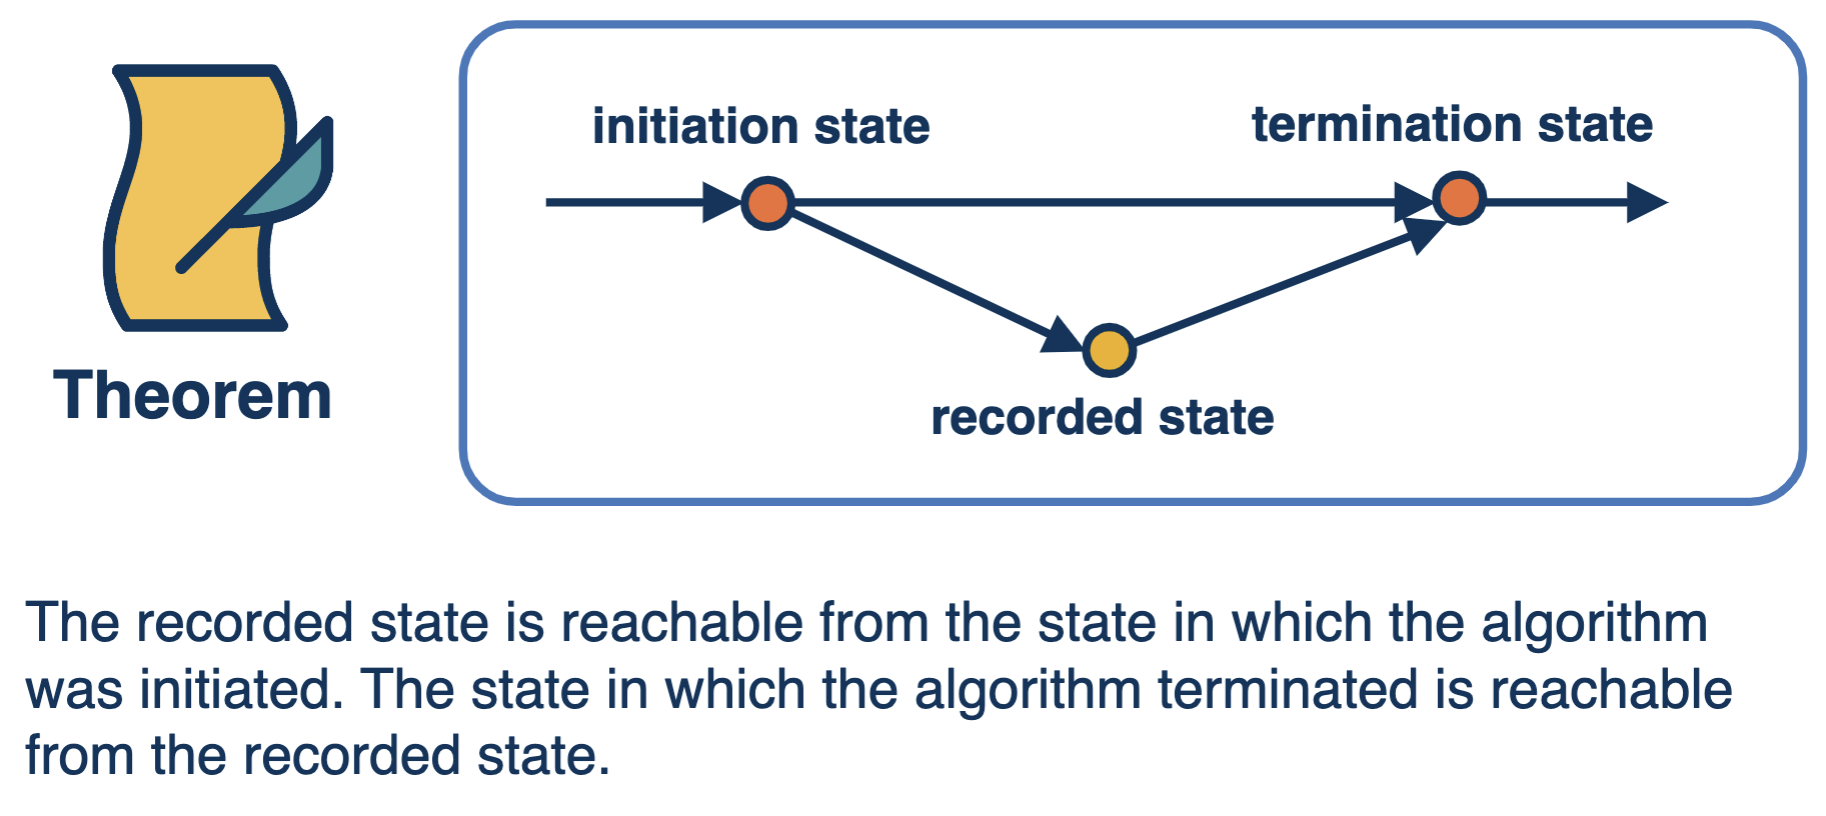 initiation state
termination state
recorded state
Theorem
The recorded state is reachable from the state in which the algorithm
was initiated. The state in which the algorithm terminated is reachable
from the recorded state.